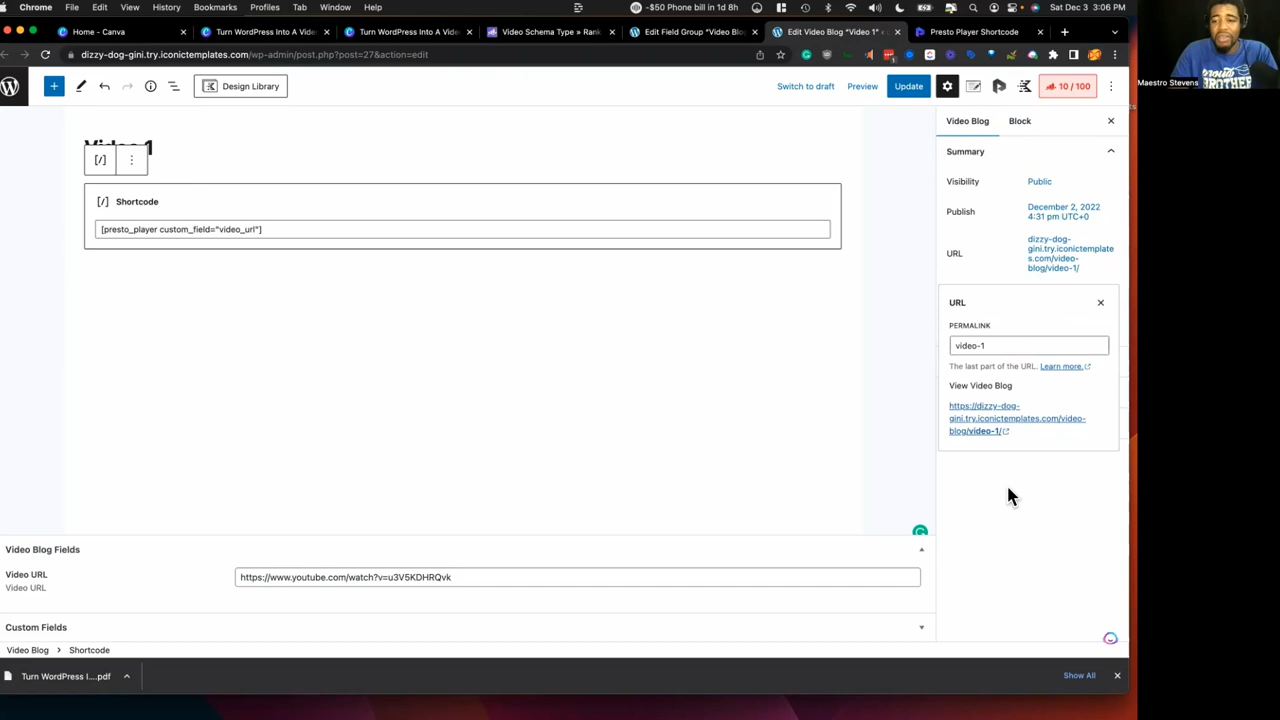 Chrome File Edit View History Bookmarks Profiles Tab Window Help
-$50 Phone bill in 1d 8h
Sat Dec 3 3:06 PM
Home - Canva
Turn WordPress Into A Video
Turn WordPress Into A Video
Video Schema Type » Rank
Edit Field Group “Video Blog
Edit Video Blog “Video 1” ‹
Presto Player Shortcode
dizzy-dog-gini.try.iconictemplates.com/wp-admin/post.php?post=27&action=edit
Maestro Stevens
Design Library
Switch to draft
Preview
Update
10 / 100
Video 1
Video Blog
Block
[/]
Summary
Visibility
Public
[/] Shortcode
[presto_player custom_field="video_url"]
Publish
December 2, 2022
4:31 pm UTC+0
URL
dizzy-dog-
gini.try.iconictemplate
s.com/video-
blog/video-1/
URL
PERMALINK
video-1
The last part of the URL. Learn more.
View Video Blog
https://dizzy-dog-
gini.try.iconictemplates.com/video-
blog/video-1/
Video Blog Fields
Video URL
Video URL
https://www.youtube.com/watch?v=u3V5KDHRQvk
Custom Fields
Video Blog > Shortcode
Turn WordPress I....pdf
Show All